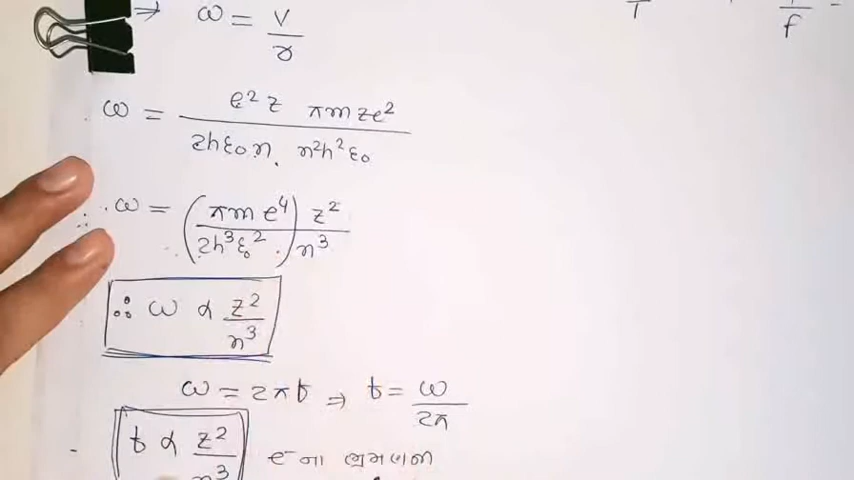 ⇒ ω = v/r
ω = e²z πmze² / 2hε₀n. n²h²ε₀
∴ ω = (πme⁴ / 2h³ε₀²) z²/n³
∴ ω ∝ z²/n³
ω = 2πf ⇒ f = ω/2π
f ∝ z²/n³ e⁻ ના